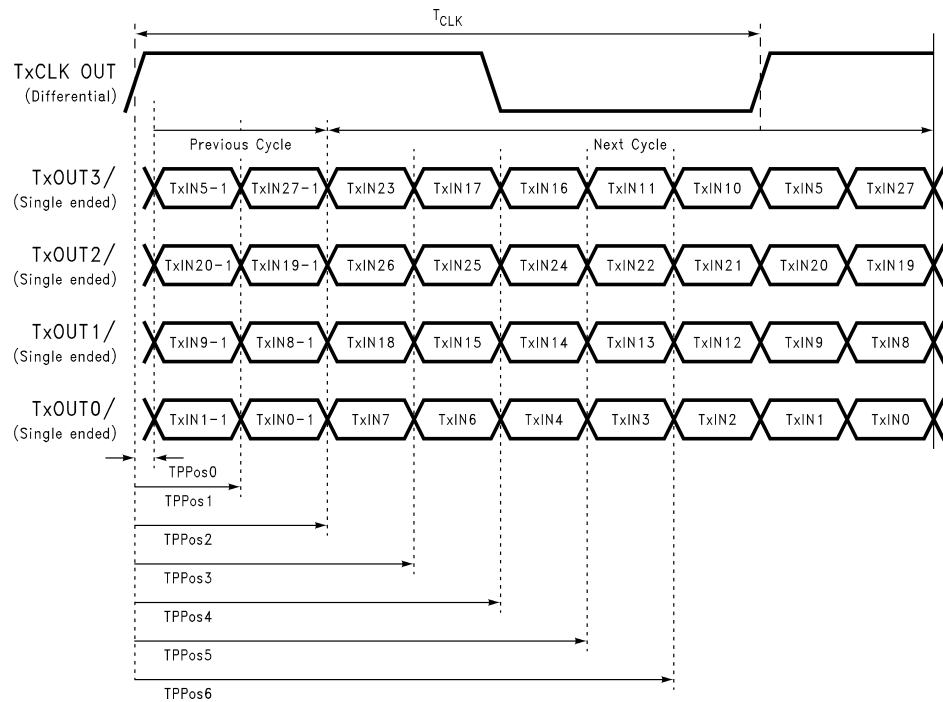 TCLK
TxCLK OUT
(Differential)
Previous Cycle Next Cycle
TxOUT3/
(Single ended)
TxIN5-1 TxIN27-1 TxIN23 TxIN17 TxIN16 TxIN11 TxIN10 TxIN5 TxIN27
TxOUT2/
(Single ended)
TxIN20-1 TxIN19-1 TxIN26 TxIN25 TxIN24 TxIN22 TxIN21 TxIN20 TxIN19
TxOUT1/
(Single ended)
TxIN9-1 TxIN8-1 TxIN18 TxIN15 TxIN14 TxIN13 TxIN12 TxIN9 TxIN8
TxOUT0/
(Single ended)
TxIN1-1 TxIN0-1 TxIN7 TxIN6 TxIN4 TxIN3 TxIN2 TxIN1 TxIN0
TPPos0
TPPos1
TPPos2
TPPos3
TPPos4
TPPos5
TPPos6